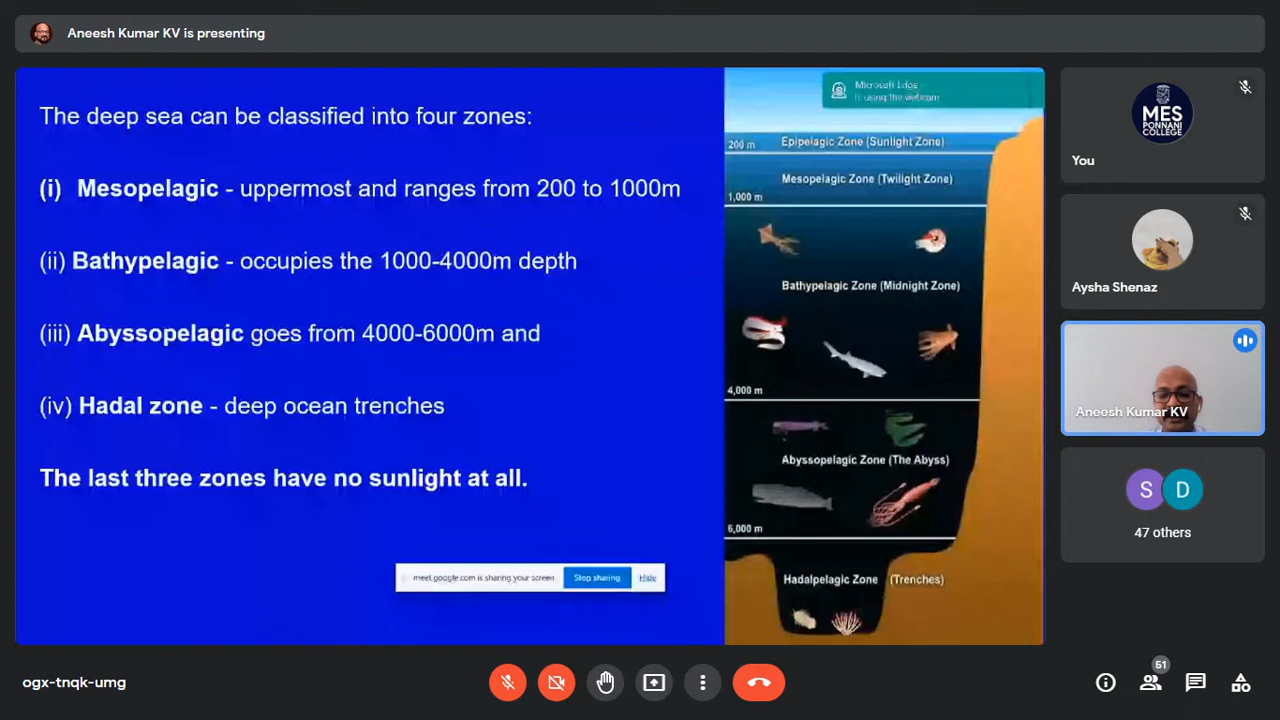 Aneesh Kumar KV is presenting
The deep sea can be classified into four zones:
(i) Mesopelagic - uppermost and ranges from 200 to 1000m
(ii) Bathypelagic - occupies the 1000-4000m depth
(iii) Abyssopelagic goes from 4000-6000m and
(iv) Hadal zone - deep ocean trenches
The last three zones have no sunlight at all.
meet.google.com is sharing your screen. Stop sharing Hide
Microsoft Edge
is using the webcam
200 m Epipelagic Zone (Sunlight Zone)
Mesopelagic Zone (Twilight Zone)
1,000 m
Bathypelagic Zone (Midnight Zone)
4,000 m
Abyssopelagic Zone (The Abyss)
6,000 m
Hadalpelagic Zone (Trenches)
MES
PONNANI
COLLEGE
You
Aysha Shenaz
Aneesh Kumar KV
S D
47 others
ogx-tnqk-umg
51